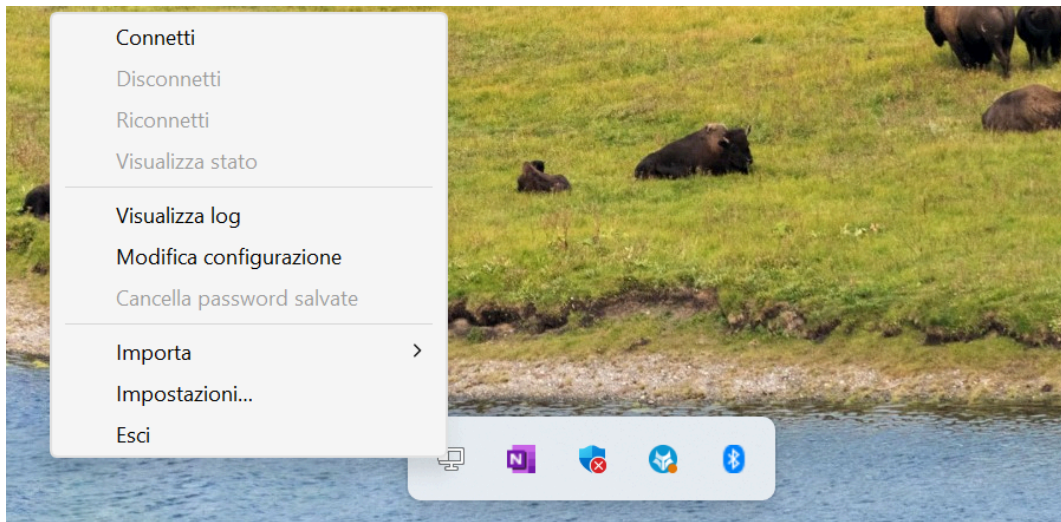 Connetti
Disconnetti
Riconnetti
Visualizza stato
Visualizza log
Modifica configurazione
Cancella password salvate
Importa
Impostazioni...
Esci
N